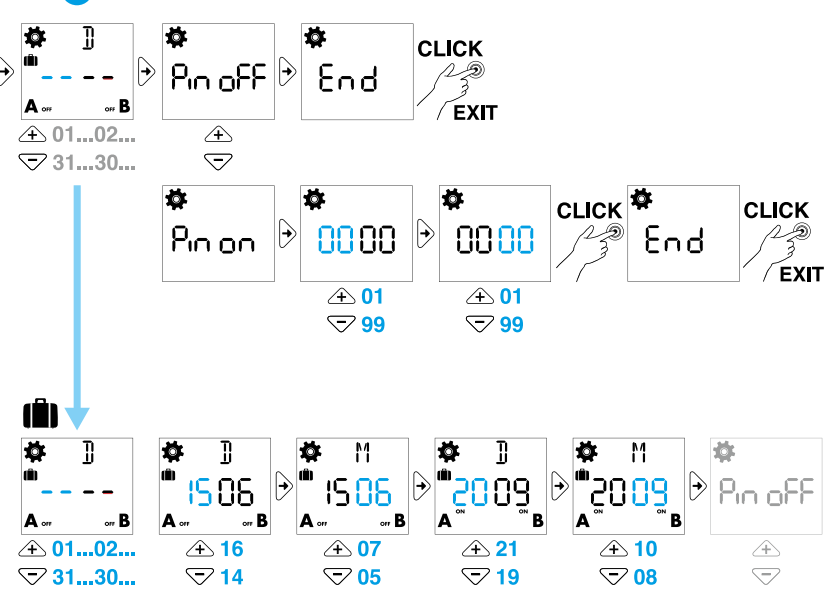 D
-- -- Pin oFF End CLICK
A OFF OFF B EXIT
+ 01...02... +
− 31...30... −
Pin on 0000 0000 CLICK End CLICK
EXIT
+ 01 + 01
− 99 − 99
D D M D M
-- -- 1506 1506 2009 2009 Pin oFF
A OFF OFF B A OFF OFF B A OFF OFF B A ON ON B A ON ON B
+ 01...02... + 16 + 07 + 21 + 10 +
− 31...30... − 14 − 05 − 19 − 08 −